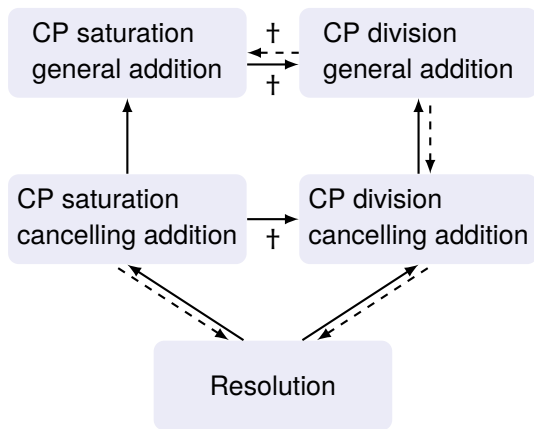 CP saturation
general addition
†
†
CP division
general addition
CP saturation
cancelling addition
†
CP division
cancelling addition
Resolution